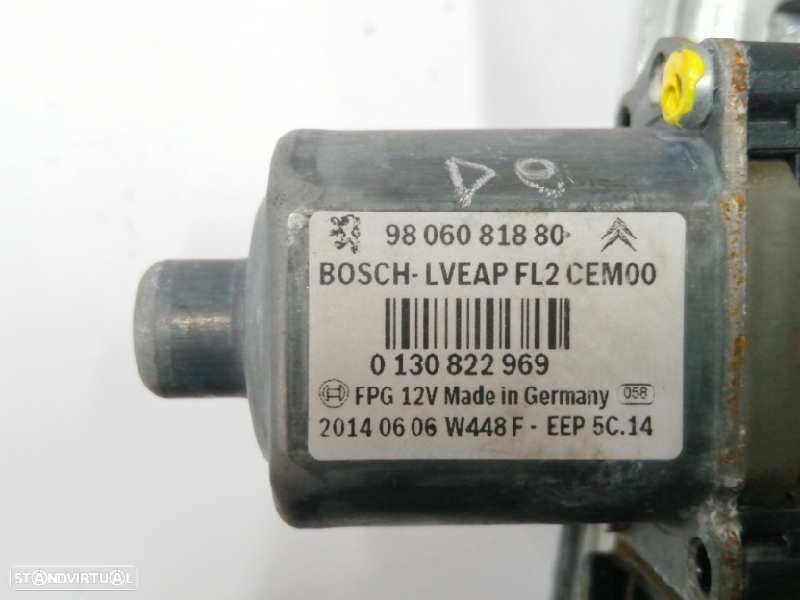 98 060 818 80
BOSCH- LVEAP FL2 CEM00
0 130 822 969
FPG 12V Made in Germany 058
2014 06 06 W448 F - EEP 5C.14
STANDVIRTUAL